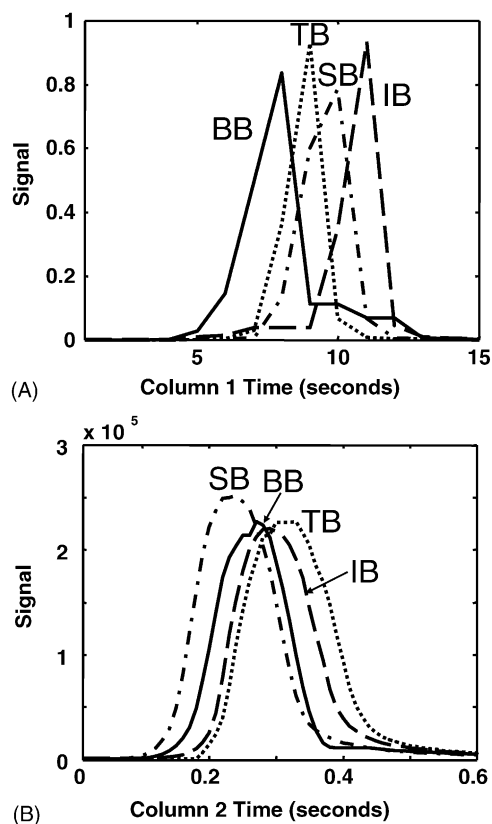 1
TB
SB
0.8
IB
BB
0.6
Signal
0.4
0.2
0
5
10
15
(A)
Column 1 Time (seconds)
x 10^5
3
SB
BB
TB
2
IB
Signal
1
0
0
0.2
0.4
0.6
(B)
Column 2 Time (seconds)